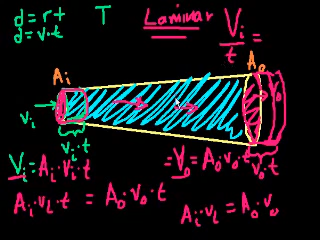 d = r t
d = v · t
T
Laminar
V_i / t =
A_i
A_o
v_i
v_o
v_i · t
v_o · t
V_i = A_i · v_i · t
= V_o = A_o · v_o · t
A_i · v_i · t = A_o · v_o · t
A_i · v_i = A_o · v_o